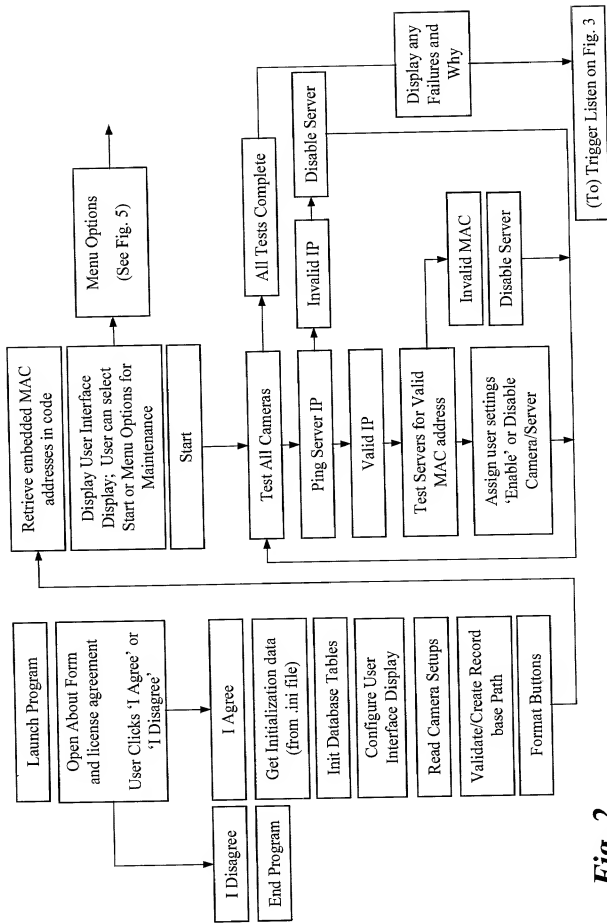 Launch Program
Open About Form
and license agreement
User Clicks 'I Agree' or
'I Disagree'
I Disagree
End Program
I Agree
Get Initialization data
(from .ini file)
Init Database Tables
Configure User
Interface Display
Read Camera Setups
Validate/Create Record
base Path
Format Buttons
Retrieve embedded MAC
addresses in code
Display User Interface
Display; User can select
Start or Menu Options for
Maintenance
Start
Menu Options
(See Fig. 5)
Test All Cameras
All Tests Complete
Ping Server IP
Invalid IP
Disable Server
Valid IP
Test Servers for Valid
MAC address
Invalid MAC
Disable Server
Assign user settings
'Enable' or Disable
Camera/Server
Display any
Failures and
Why
(To) Trigger Listen on Fig. 3
Fig. 2